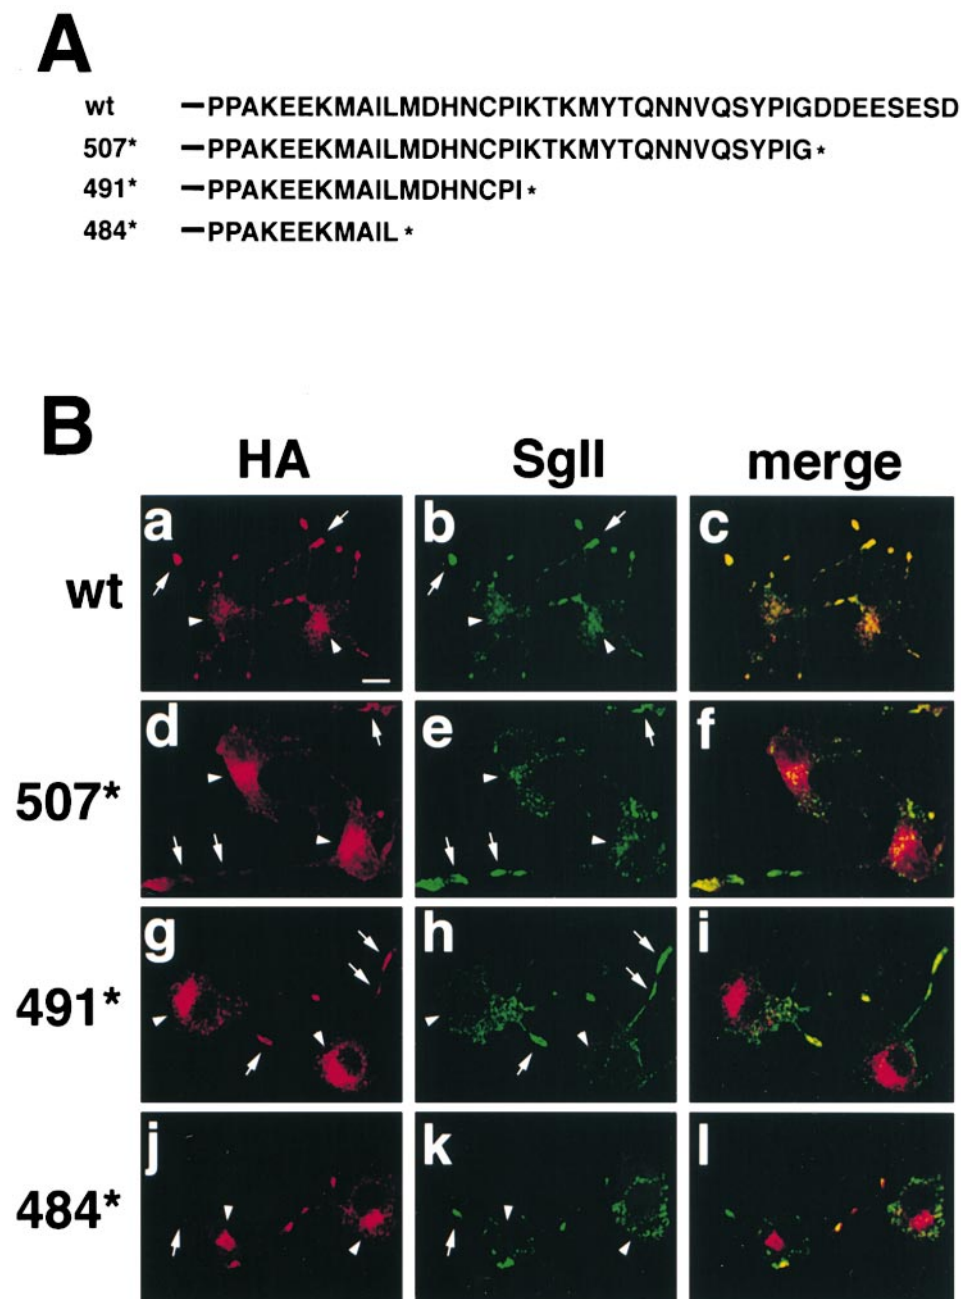 A
wt —PPAKEEKMAILMDHNCPIKTKMYTQNNVQSYPIGDDEESESD
507* —PPAKEEKMAILMDHNCPIKTKMYTQNNVQSYPIG*
491* —PPAKEEKMAILMDHNCPI*
484* —PPAKEEKMAIL*
B
HA SgII merge
wt a b c
507* d e f
491* g h i
484* j k l